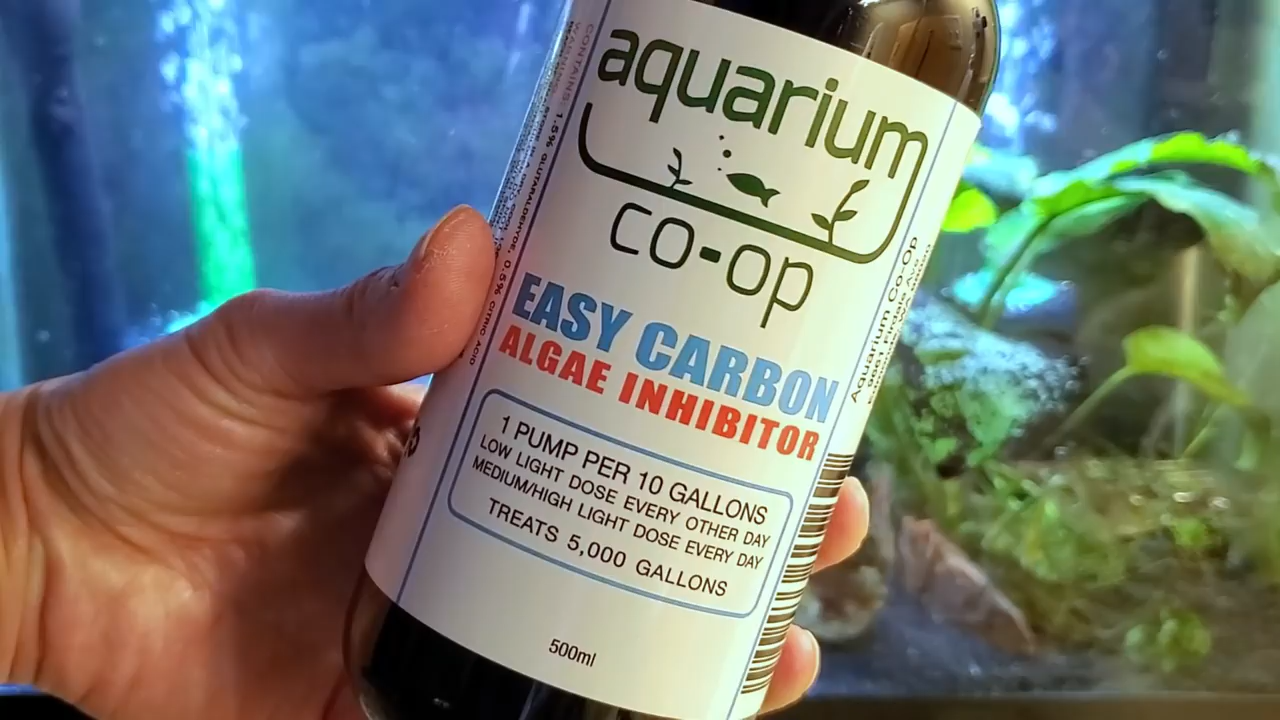 aquarium
co-op
EASY CARBON
ALGAE INHIBITOR
1 PUMP PER 10 GALLONS
LOW LIGHT DOSE EVERY OTHER DAY
MEDIUM/HIGH LIGHT DOSE EVERY DAY
TREATS 5,000 GALLONS
500ml
CONTAINS: 1.5% GLUTARALDEHYDE, 0.5% CITRIC ACID
WARNING:
Aquarium Co-Op